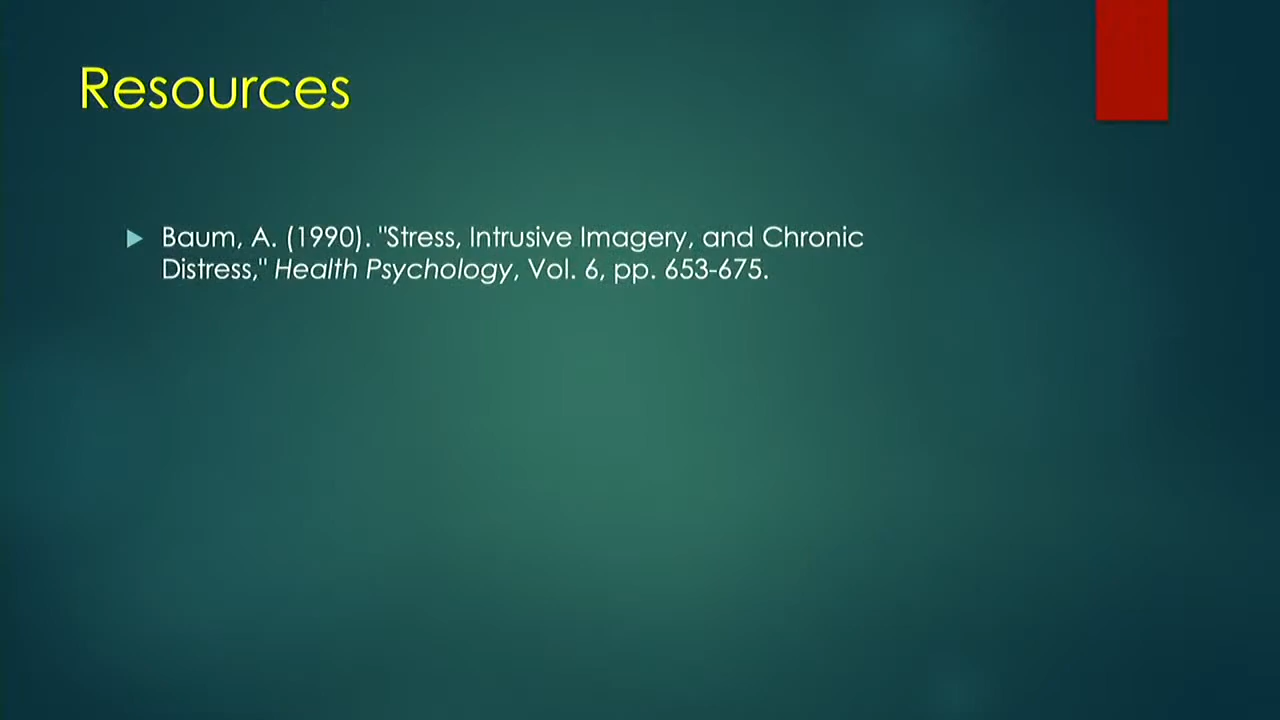 Resources
Baum, A. (1990). "Stress, Intrusive Imagery, and Chronic
Distress," Health Psychology, Vol. 6, pp. 653-675.